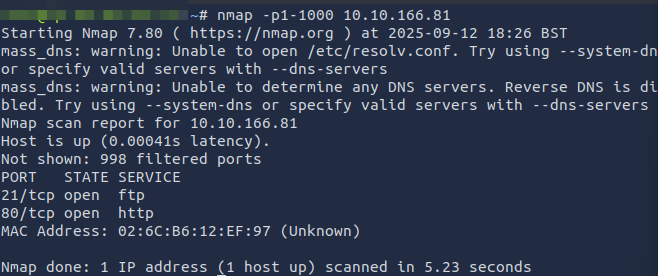 ~# nmap -p1-1000 10.10.166.81
Starting Nmap 7.80 ( https://nmap.org ) at 2025-09-12 18:26 BST
mass_dns: warning: Unable to open /etc/resolv.conf. Try using --system-dn
or specify valid servers with --dns-servers
mass_dns: warning: Unable to determine any DNS servers. Reverse DNS is di
bled. Try using --system-dns or specify valid servers with --dns-servers
Nmap scan report for 10.10.166.81
Host is up (0.00041s latency).
Not shown: 998 filtered ports
PORT   STATE SERVICE
21/tcp open  ftp
80/tcp open  http
MAC Address: 02:6C:B6:12:EF:97 (Unknown)

Nmap done: 1 IP address (1 host up) scanned in 5.23 seconds